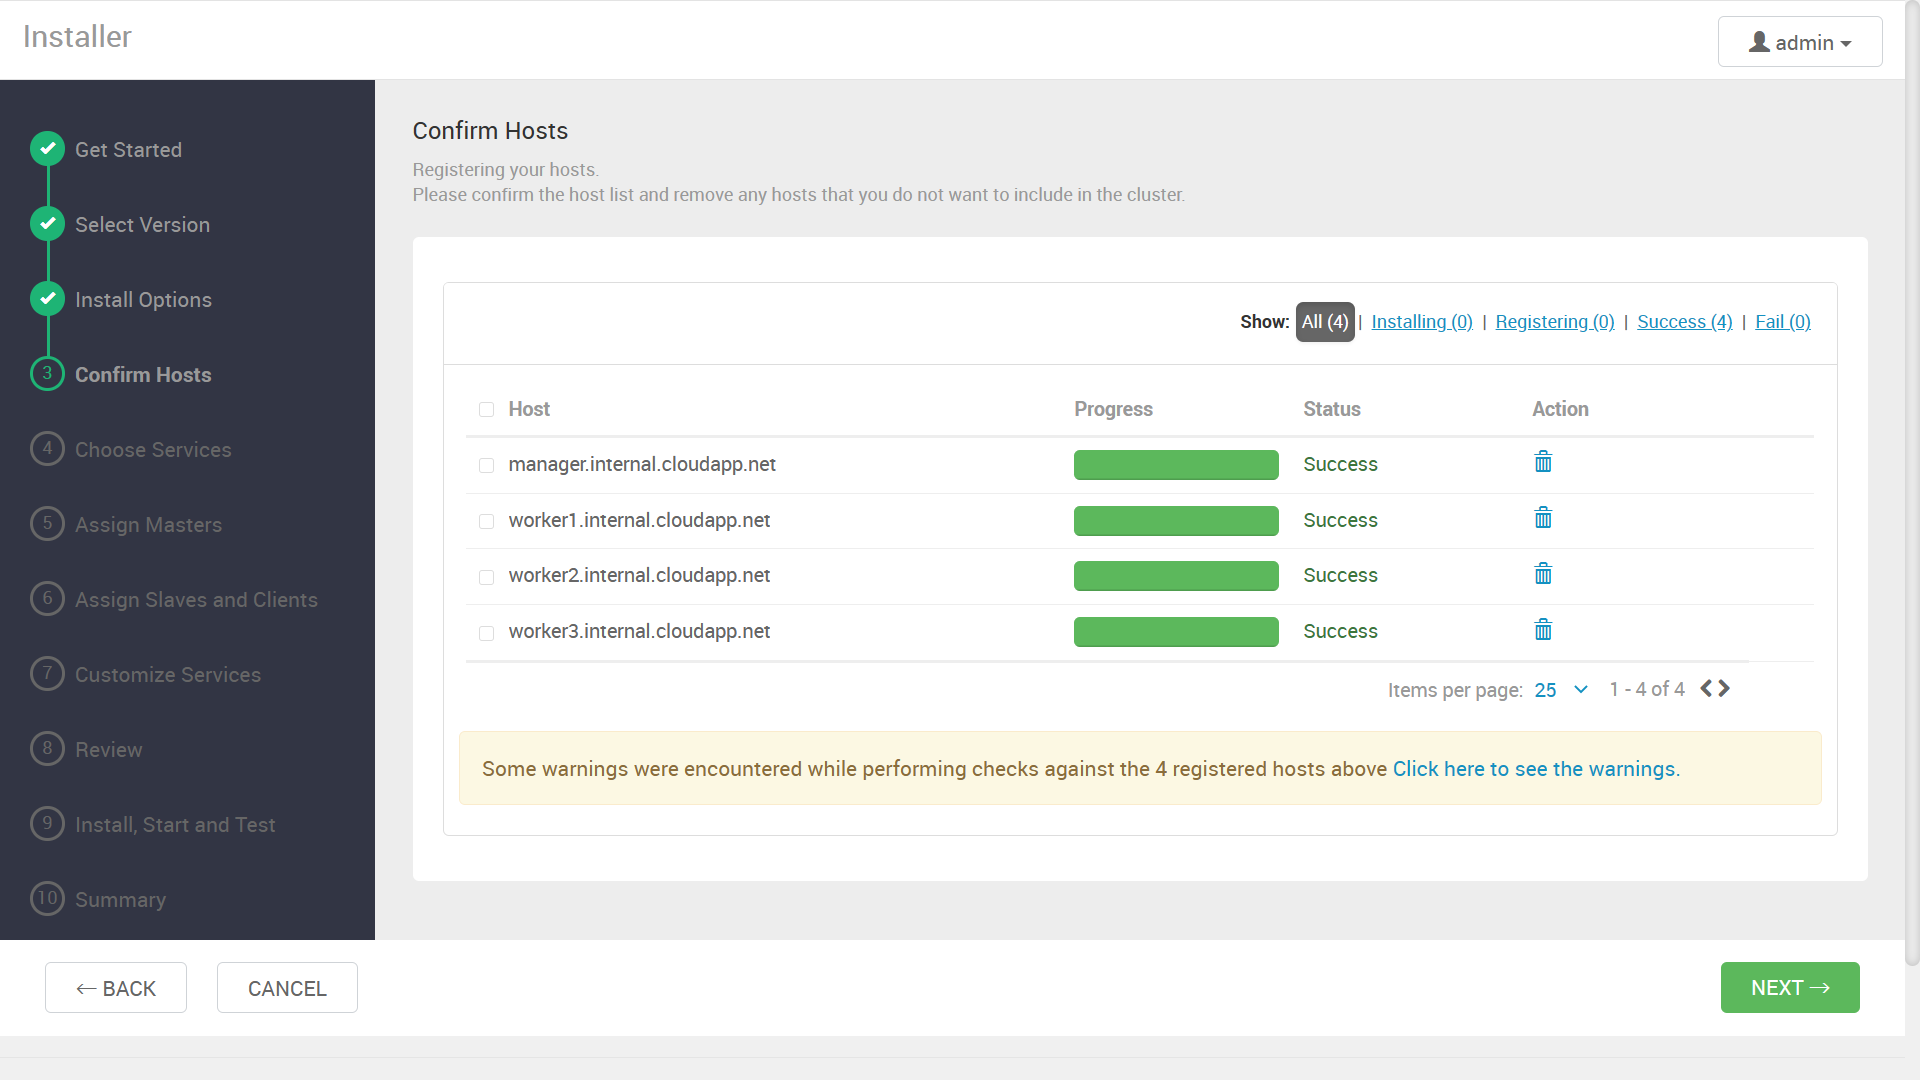 Installer
admin
Get Started
Select Version
Install Options
3 Confirm Hosts
4 Choose Services
5 Assign Masters
6 Assign Slaves and Clients
7 Customize Services
8 Review
9 Install, Start and Test
10 Summary
Confirm Hosts
Registering your hosts.
Please confirm the host list and remove any hosts that you do not want to include in the cluster.
Show: All (4) | Installing (0) | Registering (0) | Success (4) | Fail (0)
Host Progress Status Action
manager.internal.cloudapp.net Success
worker1.internal.cloudapp.net Success
worker2.internal.cloudapp.net Success
worker3.internal.cloudapp.net Success
Items per page: 25 1 - 4 of 4
Some warnings were encountered while performing checks against the 4 registered hosts above Click here to see the warnings.
← BACK CANCEL NEXT →